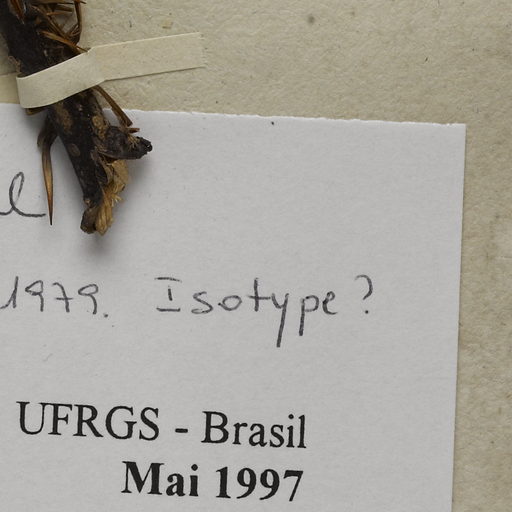 1979. Isotype?
UFRGS - Brasil
Mai 1997